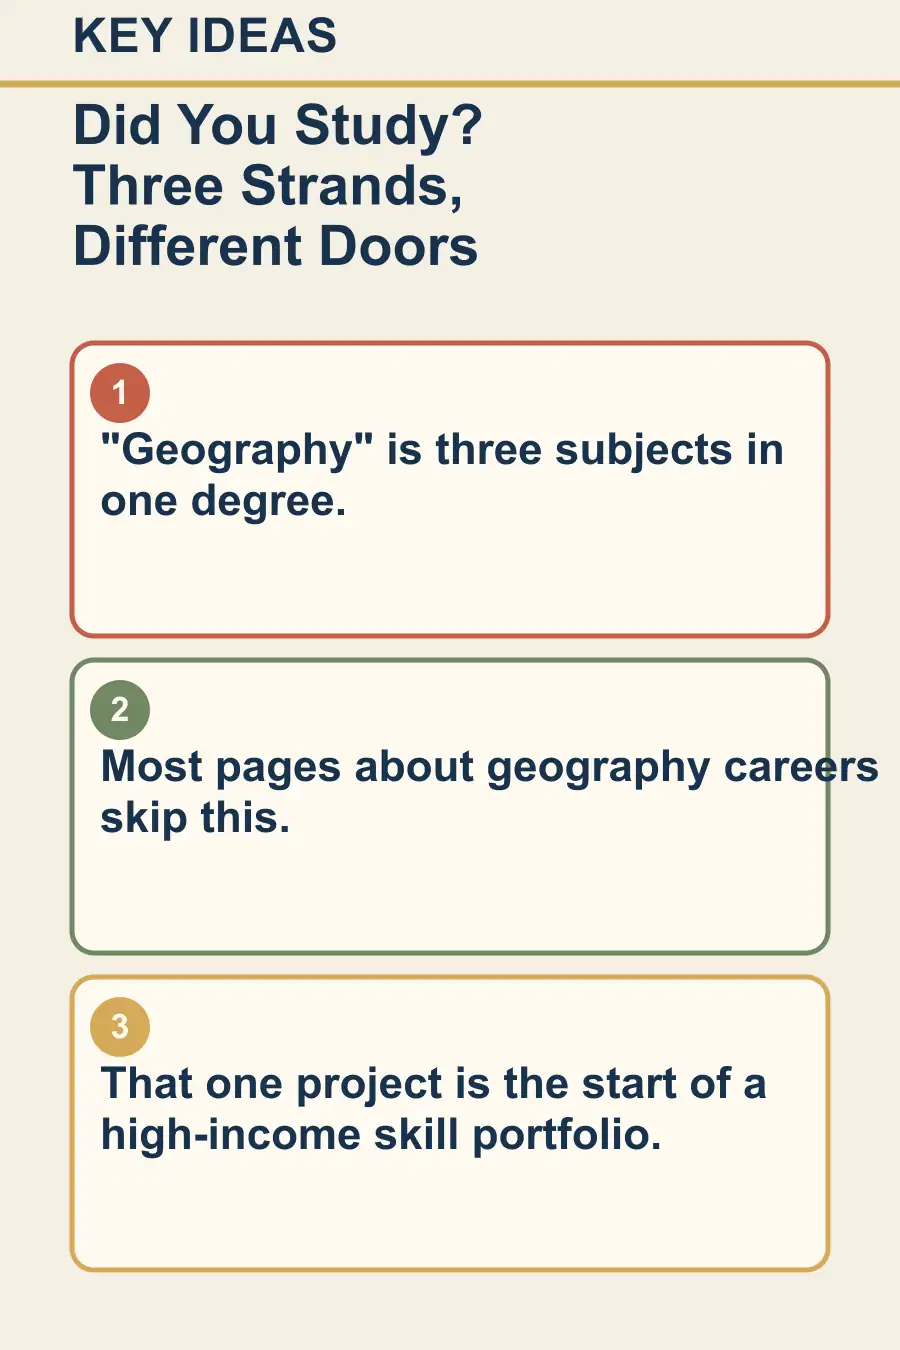 KEY IDEAS
Did You Study?
Three Strands,
Different Doors
1
"Geography" is three subjects in
one degree.
2
Most pages about geography careers
skip this.
3
That one project is the start of a
high-income skill portfolio.